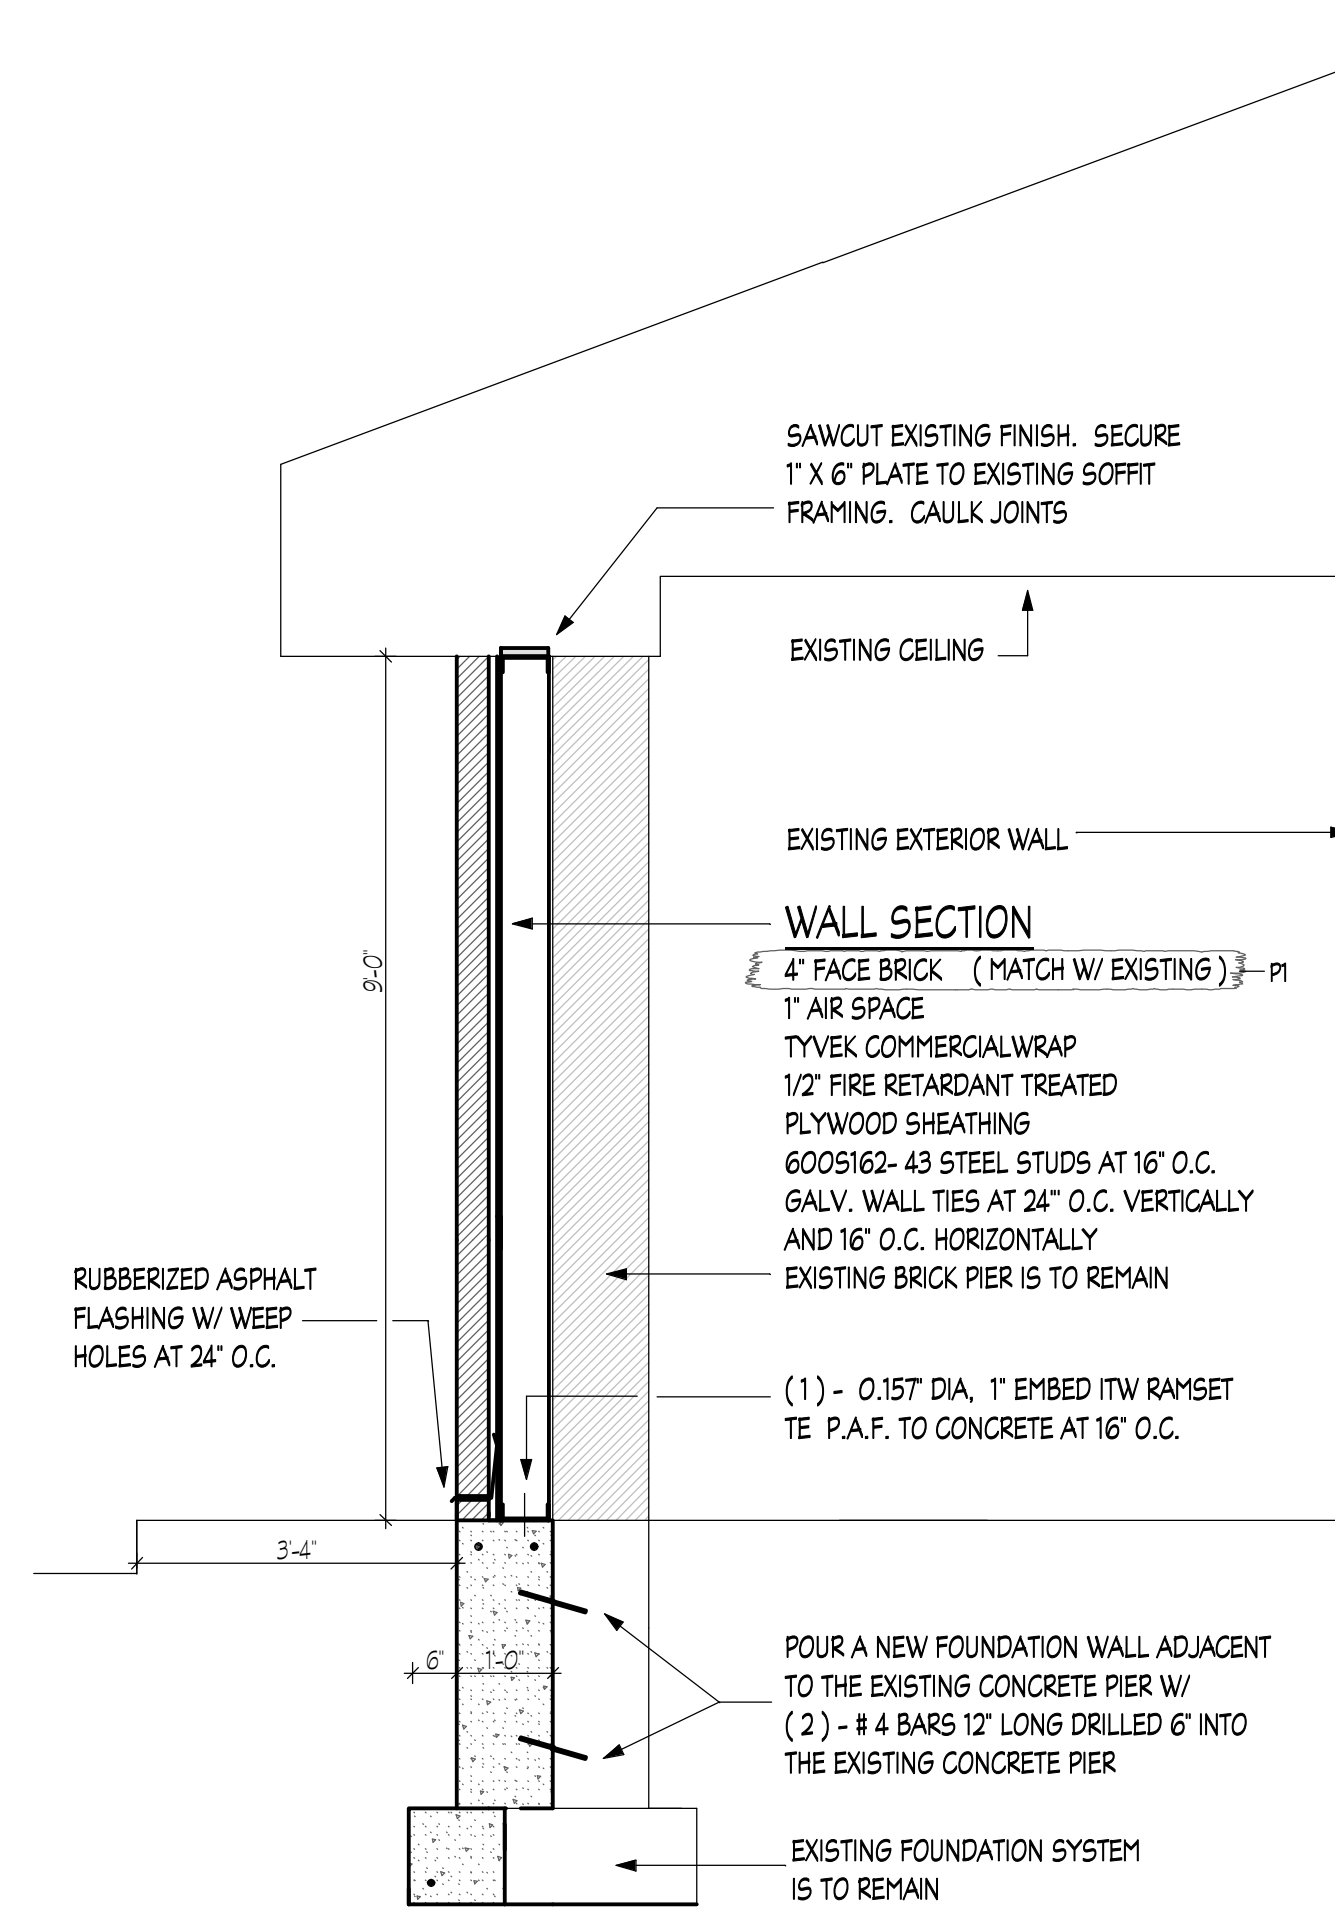 SAWCUT EXISTING FINISH. SECURE
1" X 6" PLATE TO EXISTING SOFFIT
FRAMING. CAULK JOINTS
EXISTING CEILING
EXISTING EXTERIOR WALL
WALL SECTION
4" FACE BRICK ( MATCH W/ EXISTING ) P1
1" AIR SPACE
TYVEK COMMERCIALWRAP
1/2" FIRE RETARDANT TREATED
PLYWOOD SHEATHING
600S162- 43 STEEL STUDS AT 16" O.C.
GALV. WALL TIES AT 24"' O.C. VERTICALLY
AND 16" O.C. HORIZONTALLY
EXISTING BRICK PIER IS TO REMAIN
9'-0"
RUBBERIZED ASPHALT
FLASHING W/ WEEP
HOLES AT 24" O.C.
( 1 ) - 0.157" DIA, 1" EMBED ITW RAMSET
TE P.A.F. TO CONCRETE AT 16" O.C.
3'-4"
6" 1'-0"
POUR A NEW FOUNDATION WALL ADJACENT
TO THE EXISTING CONCRETE PIER W/
( 2 ) - # 4 BARS 12" LONG DRILLED 6" INTO
THE EXISTING CONCRETE PIER
EXISTING FOUNDATION SYSTEM
IS TO REMAIN